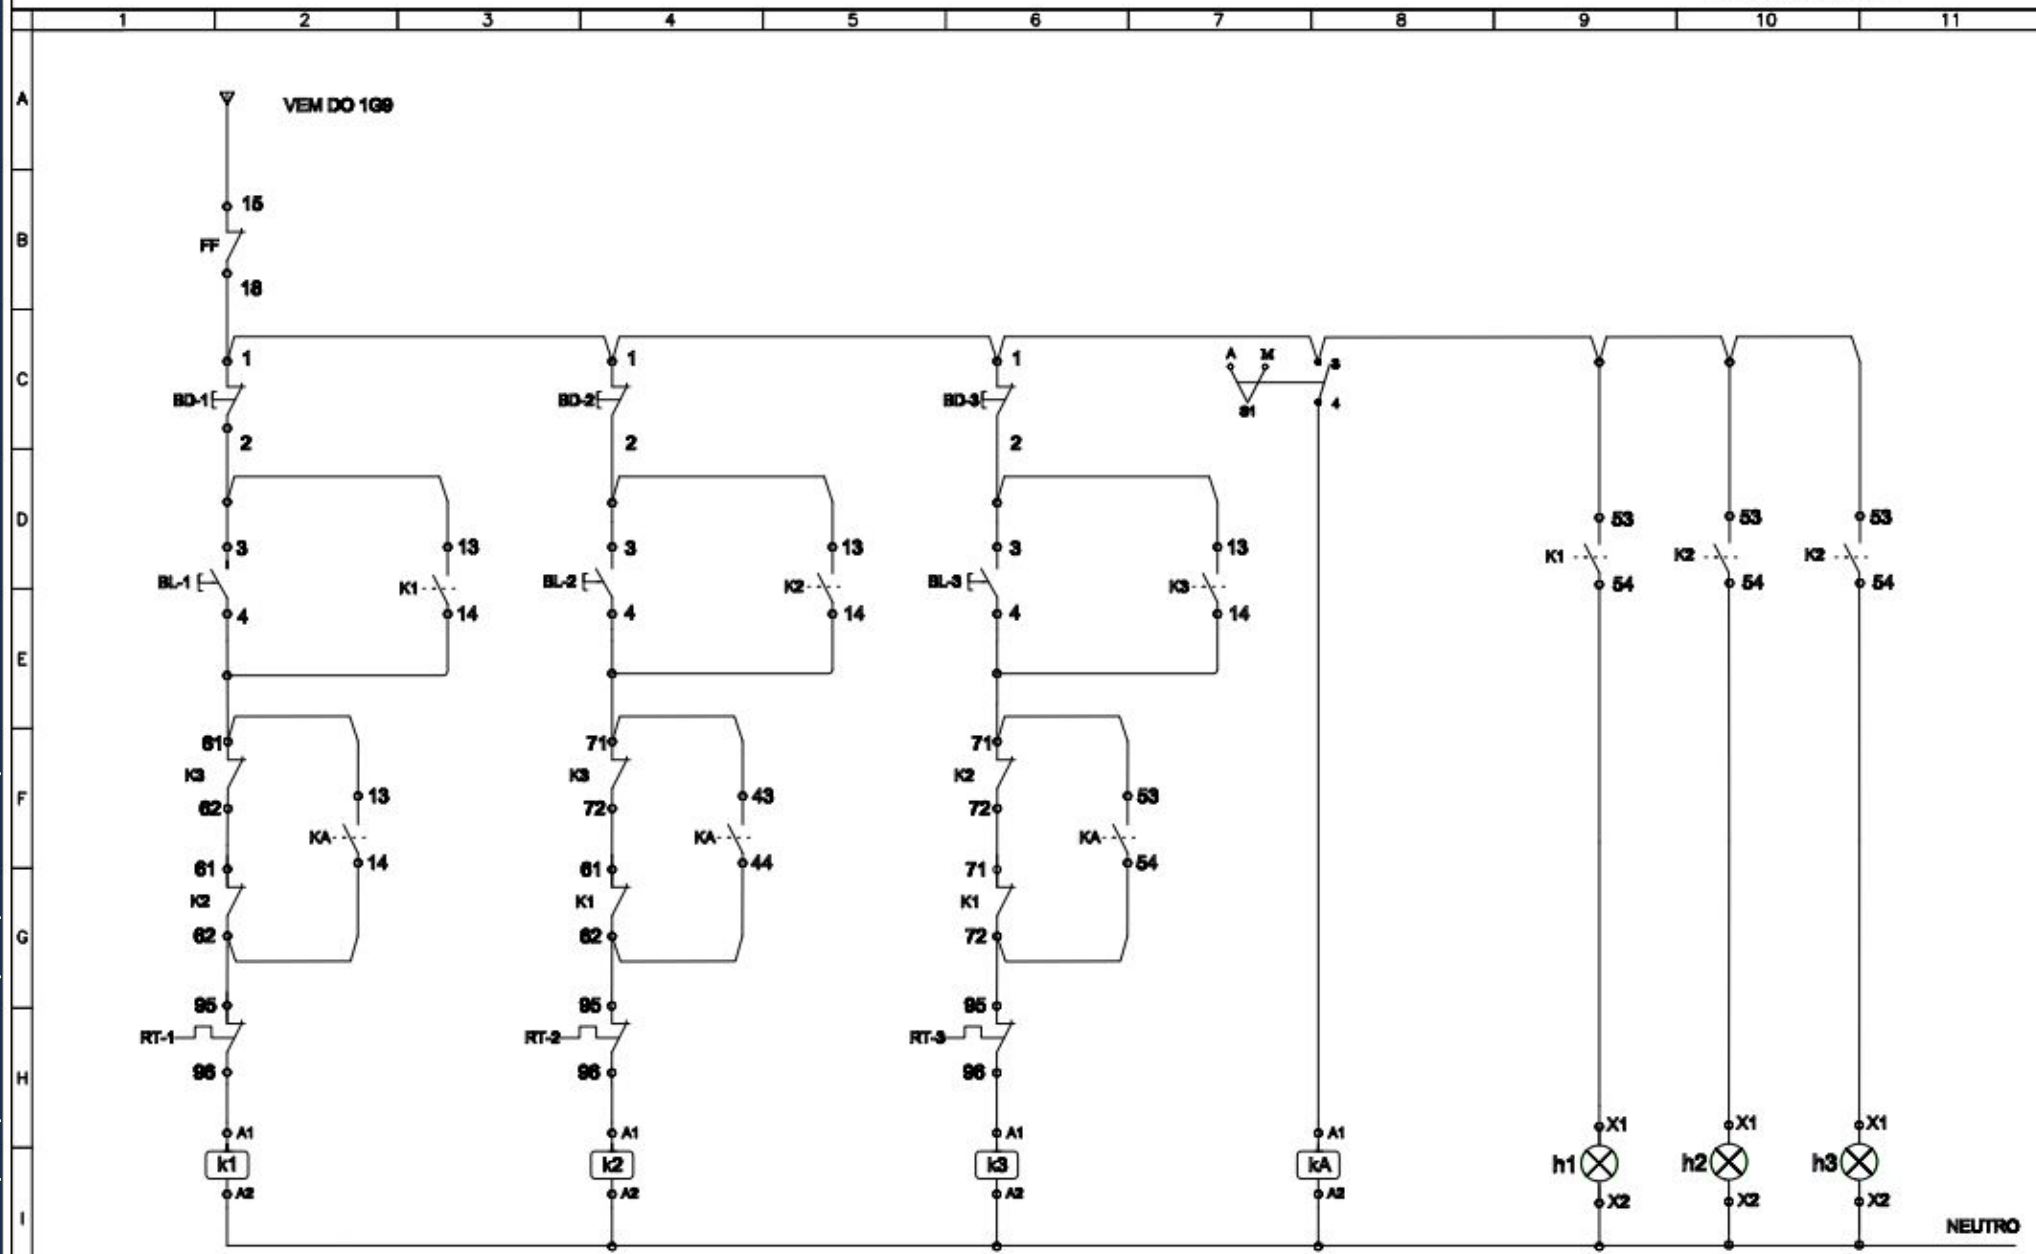 1 2 3 4 5 6 7 8 9 10 11
A
VEM DO 1G9
15
B
FF
18
1 1 1
A M 3
C
BD-1 BD-2 BD-3
S1 4
2 2 2
D
53 53 53
3 13 3 13 3 13
K1 K2 K2
BL-1 K1 BL-2 K2 BL-3 K3
54 54 54
4 14 4 14 4 14
E
61 71 71
K3 K3 K2
F
13 43 53
62 72 72
KA KA KA
14 44 54
61 61 71
K2 K1 K1
G
62 62 72
95 95 95
RT-1 RT-2 RT-3
H
96 96 96
X1 X1 X1
A1 A1 A1 A1
k1 k2 k3 kA h1 h2 h3
A2 A2 A2 A2
X2 X2 X2
I
NEUTRO